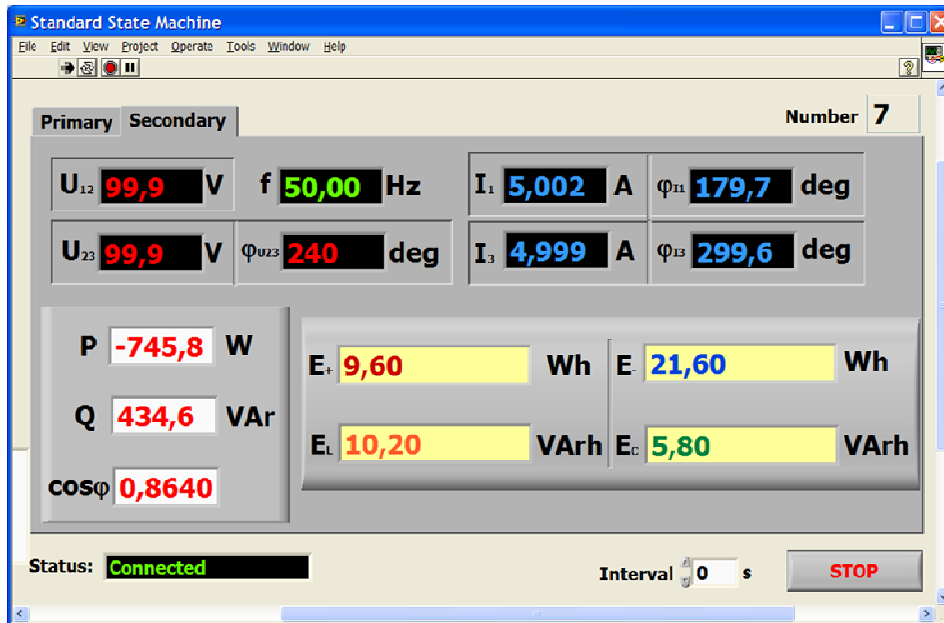 Standard State Machine
File Edit View Project Operate Tools Window Help
Primary Secondary
Number 7
U12 99,9 V f 50,00 Hz I1 5,002 A φI1 179,7 deg
U23 99,9 V φU23 240 deg I3 4,999 A φI3 299,6 deg
P -745,8 W
Q 434,6 VAr
cosφ 0,8640
E+ 9,60 Wh E- 21,60 Wh
EL 10,20 VArh EC 5,80 VArh
Status: Connected
Interval 0 s
STOP